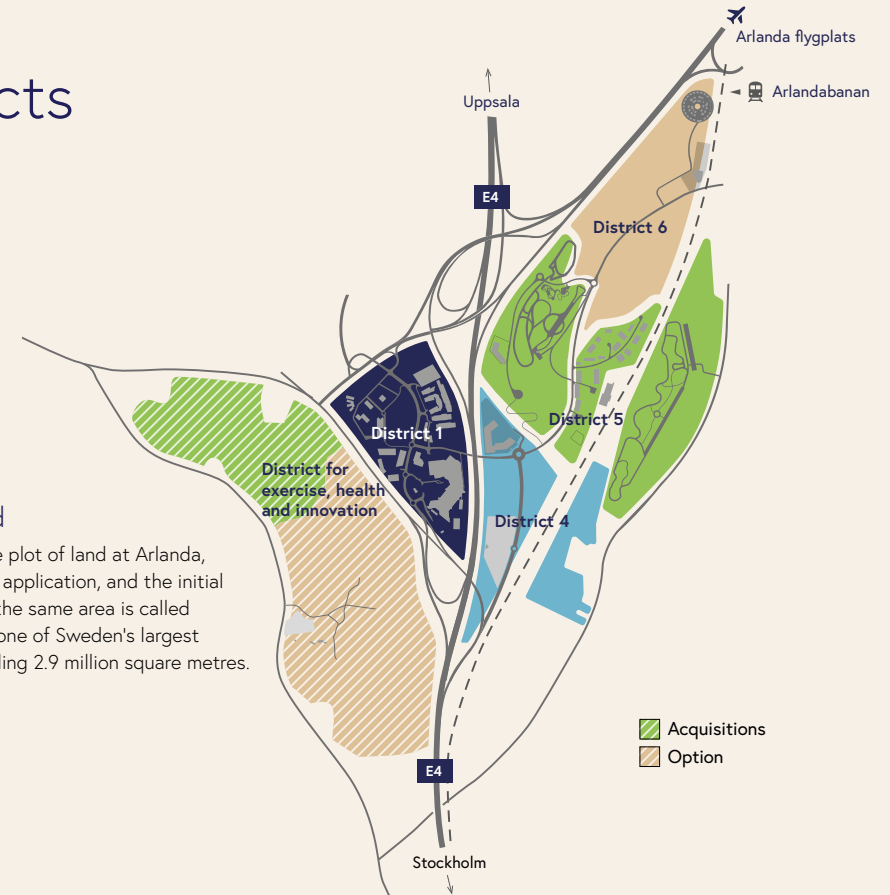 cts
Arlanda flygplats
Arlandabanan
Uppsala
E4
District 6
District 5
District 1
District for
exercise, health
and innovation
District 4
d
e plot of land at Arlanda,
application, and the initial
the same area is called
one of Sweden's largest
ling 2.9 million square metres.
Acquisitions
Option
E4
Stockholm